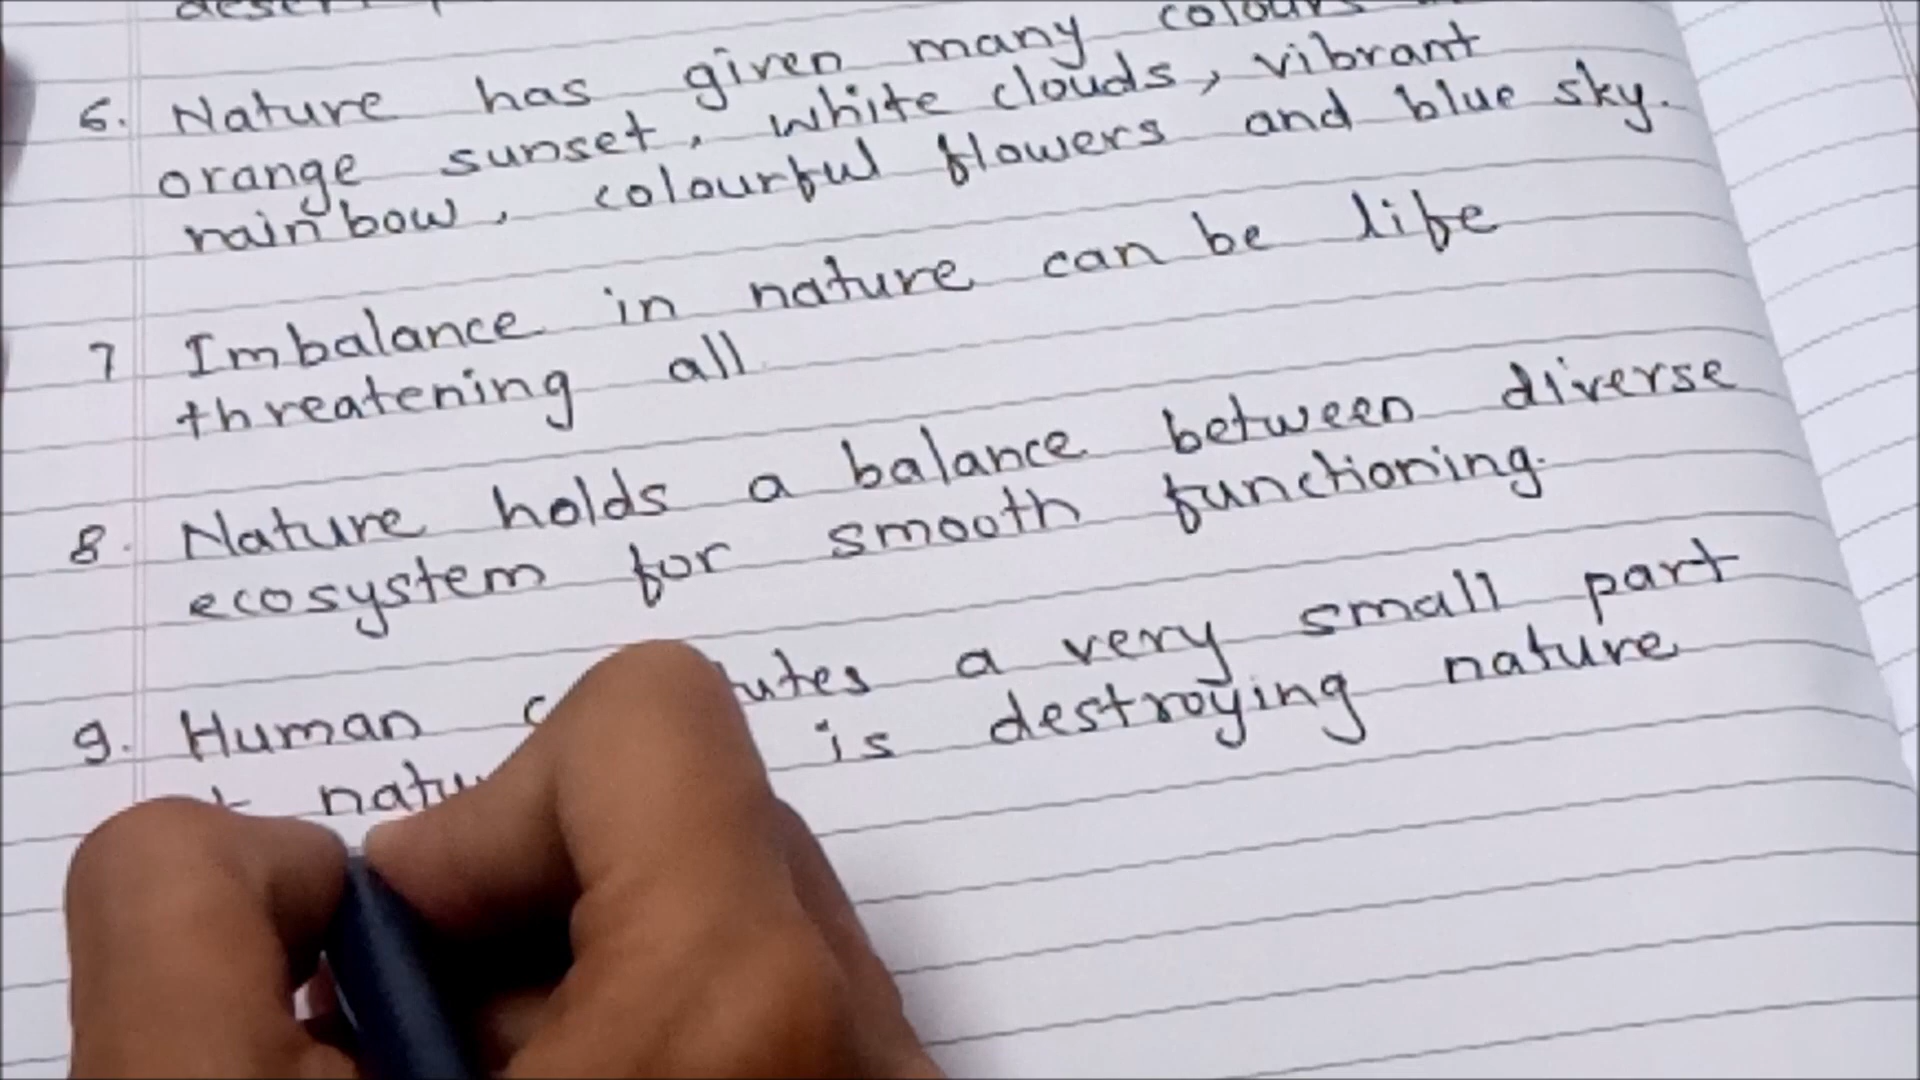 6. Nature has given many colours
orange sunset, white clouds, vibrant
rainbow, colourful flowers and blue sky.
7 Imbalance in nature can be life
threatening all
8. Nature holds a balance between diverse
ecosystem for smooth functioning.
9. Human a very small part
is destroying nature